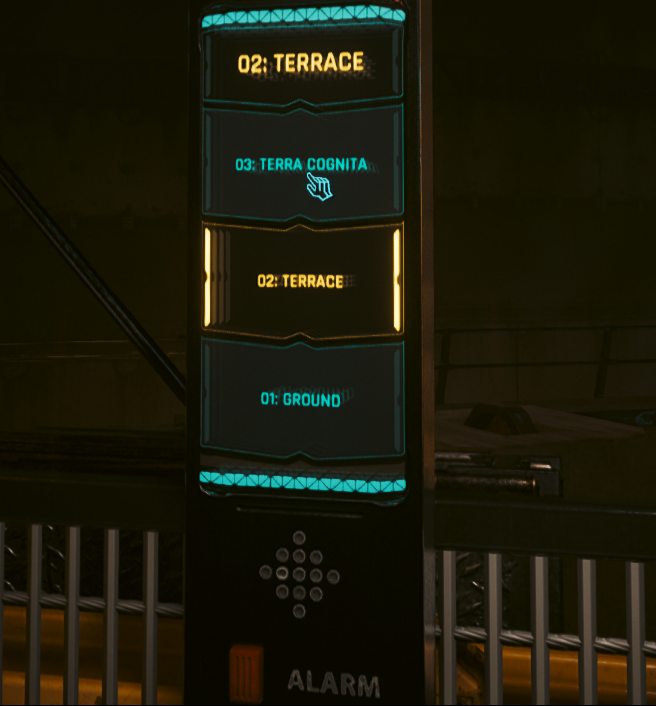 02: TERRACE
03: TERRA COGNITA
02: TERRACE
01: GROUND
ALARM